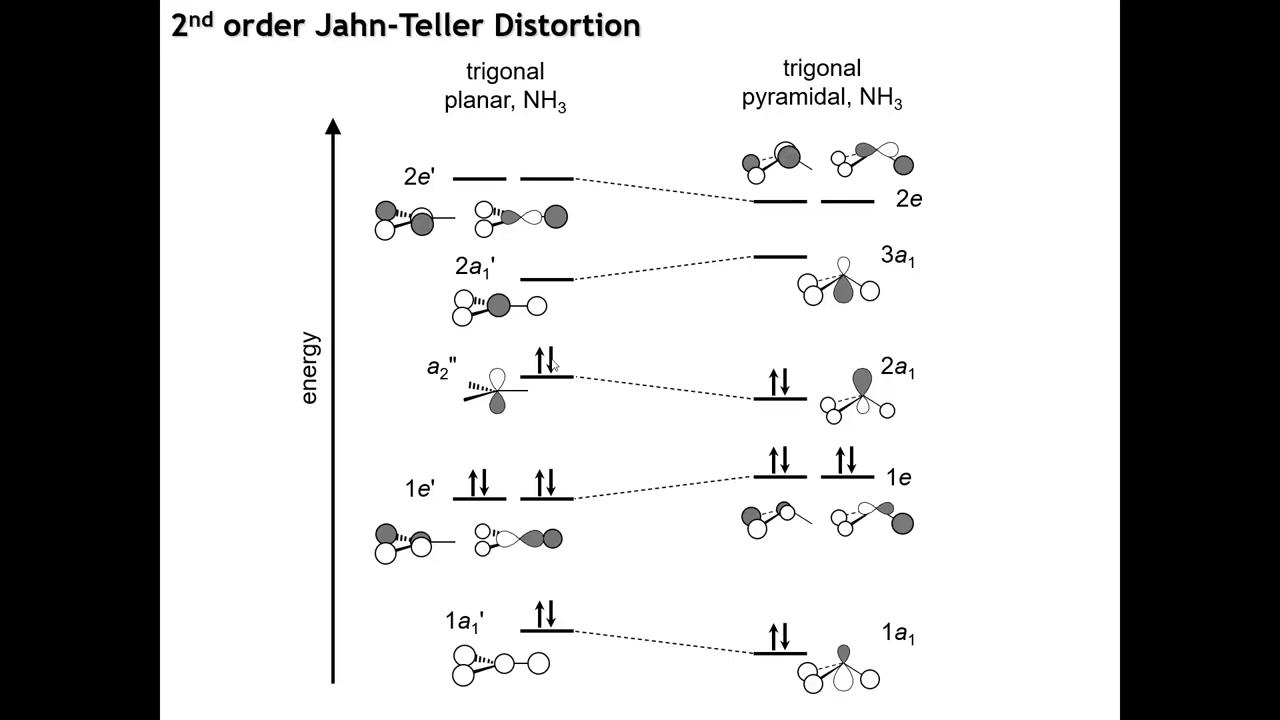 2nd order Jahn-Teller Distortion
trigonal
planar, NH3
trigonal
pyramidal, NH3
energy
2e'
2a1'
a2"
1e'
1a1'
2e
3a1
2a1
1e
1a1